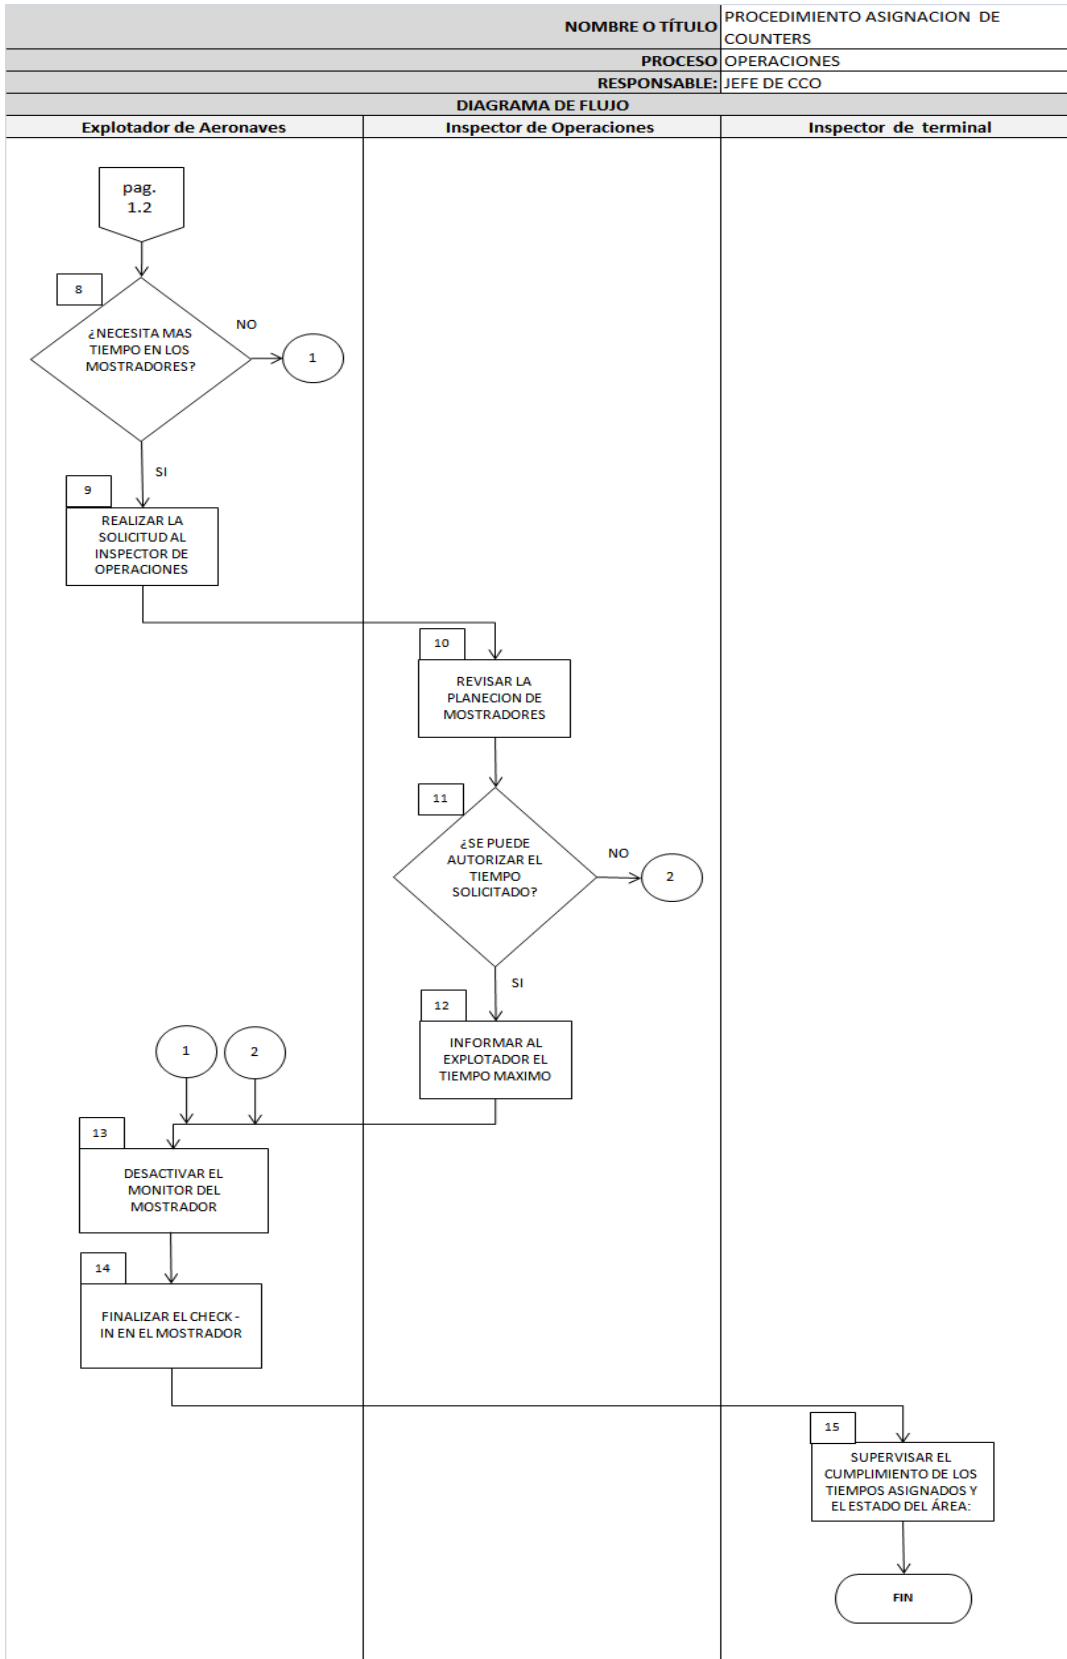 NOMBRE O TÍTULO
PROCEDIMIENTO ASIGNACION DE
COUNTERS
PROCESO
OPERACIONES
RESPONSABLE:
JEFE DE CCO
DIAGRAMA DE FLUJO
Explotador de Aeronaves
Inspector de Operaciones
Inspector de terminal
pag.
1.2
8
¿NECESITA MAS
TIEMPO EN LOS
MOSTRADORES?
NO
1
SI
9
REALIZAR LA
SOLICITUD AL
INSPECTOR DE
OPERACIONES
10
REVISAR LA
PLANECION DE
MOSTRADORES
11
¿SE PUEDE
AUTORIZAR EL
TIEMPO
SOLICITADO?
NO
2
SI
12
INFORMAR AL
EXPLOTADOR EL
TIEMPO MAXIMO
1
2
13
DESACTIVAR EL
MONITOR DEL
MOSTRADOR
14
FINALIZAR EL CHECK -
IN EN EL MOSTRADOR
15
SUPERVISAR EL
CUMPLIMIENTO DE LOS
TIEMPOS ASIGNADOS Y
EL ESTADO DEL ÁREA:
FIN